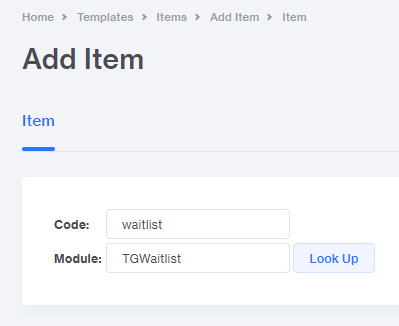 Home > Templates > Items > Add Item > Item
Add Item
Item
Code: waitlist
Module: TGWaitlist Look Up